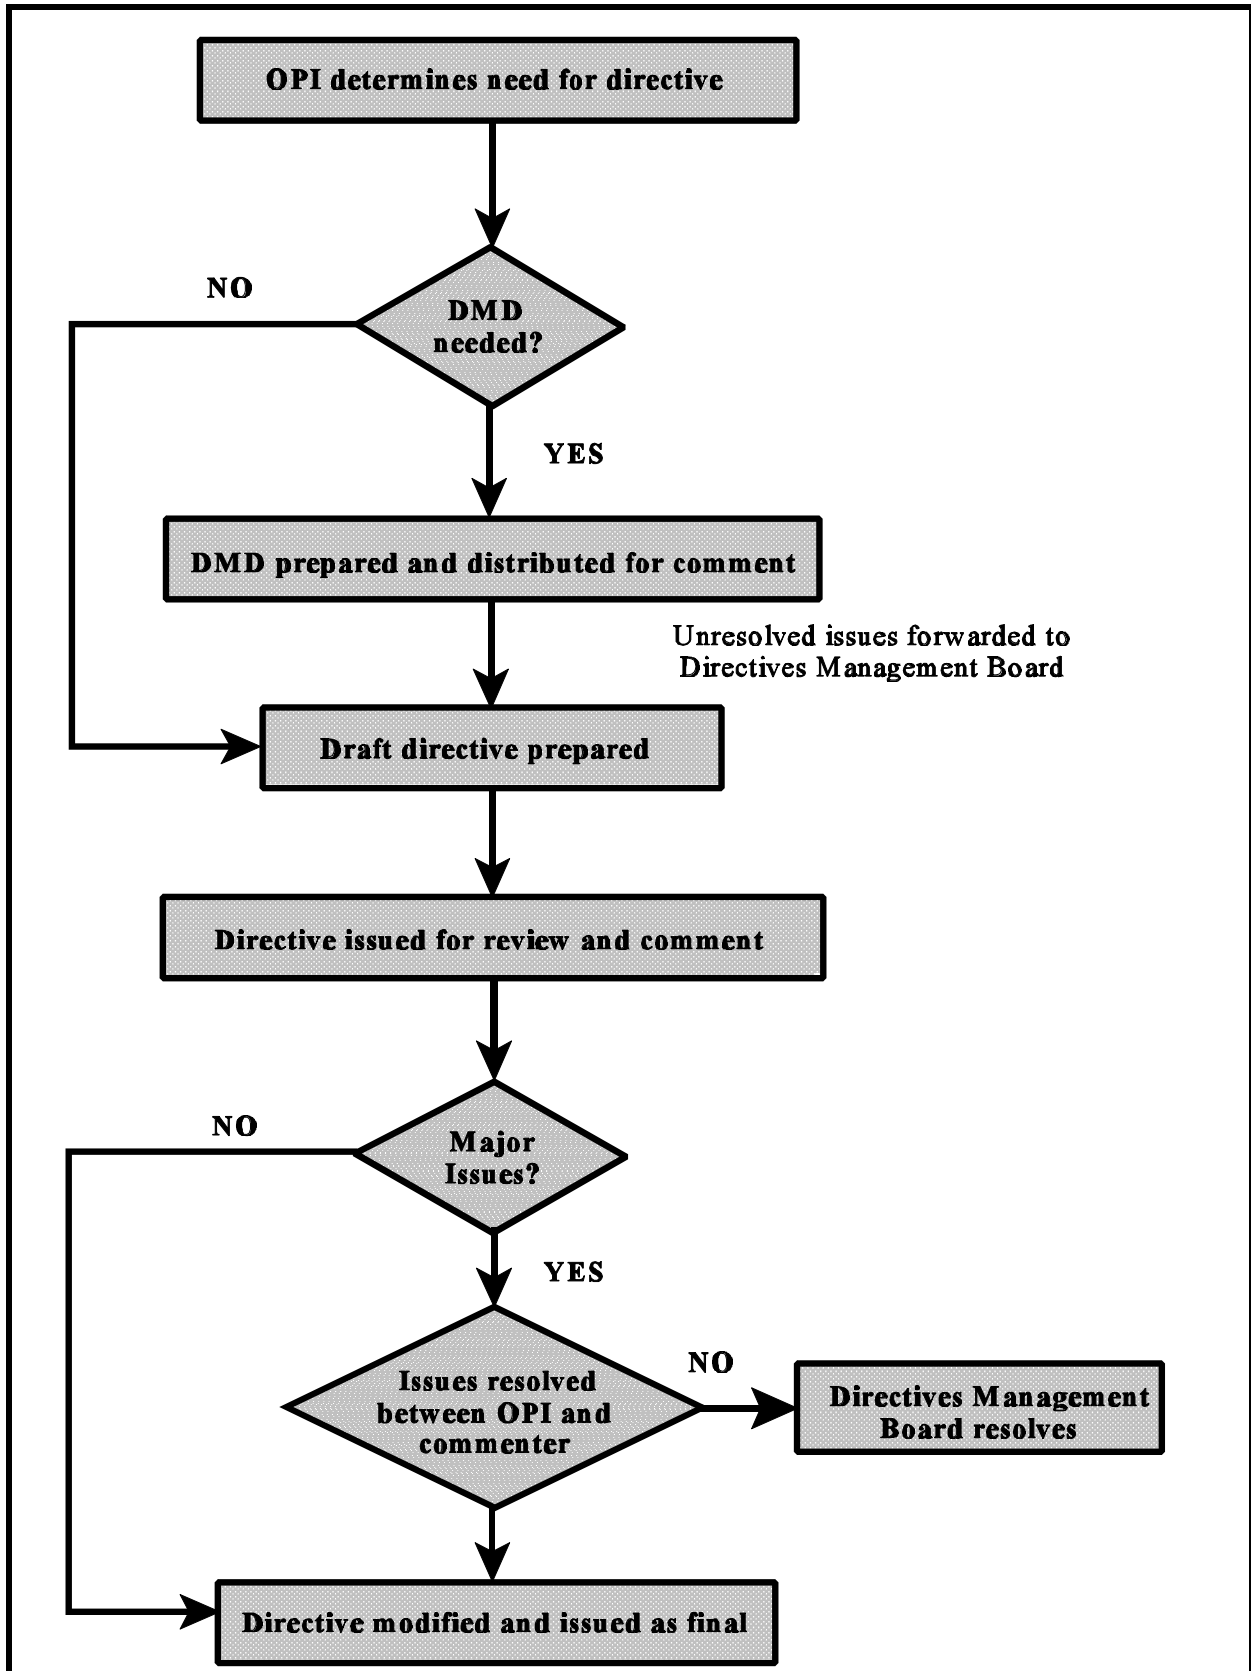 OPI determines need for directive
NO
DMD
needed?
YES
DMD prepared and distributed for comment
Unresolved issues forwarded to
Directives Management Board
Draft directive prepared
Directive issued for review and comment
NO
Major
Issues?
YES
Issues resolved
between OPI and
commenter
NO
Directives Management
Board resolves
Directive modified and issued as final